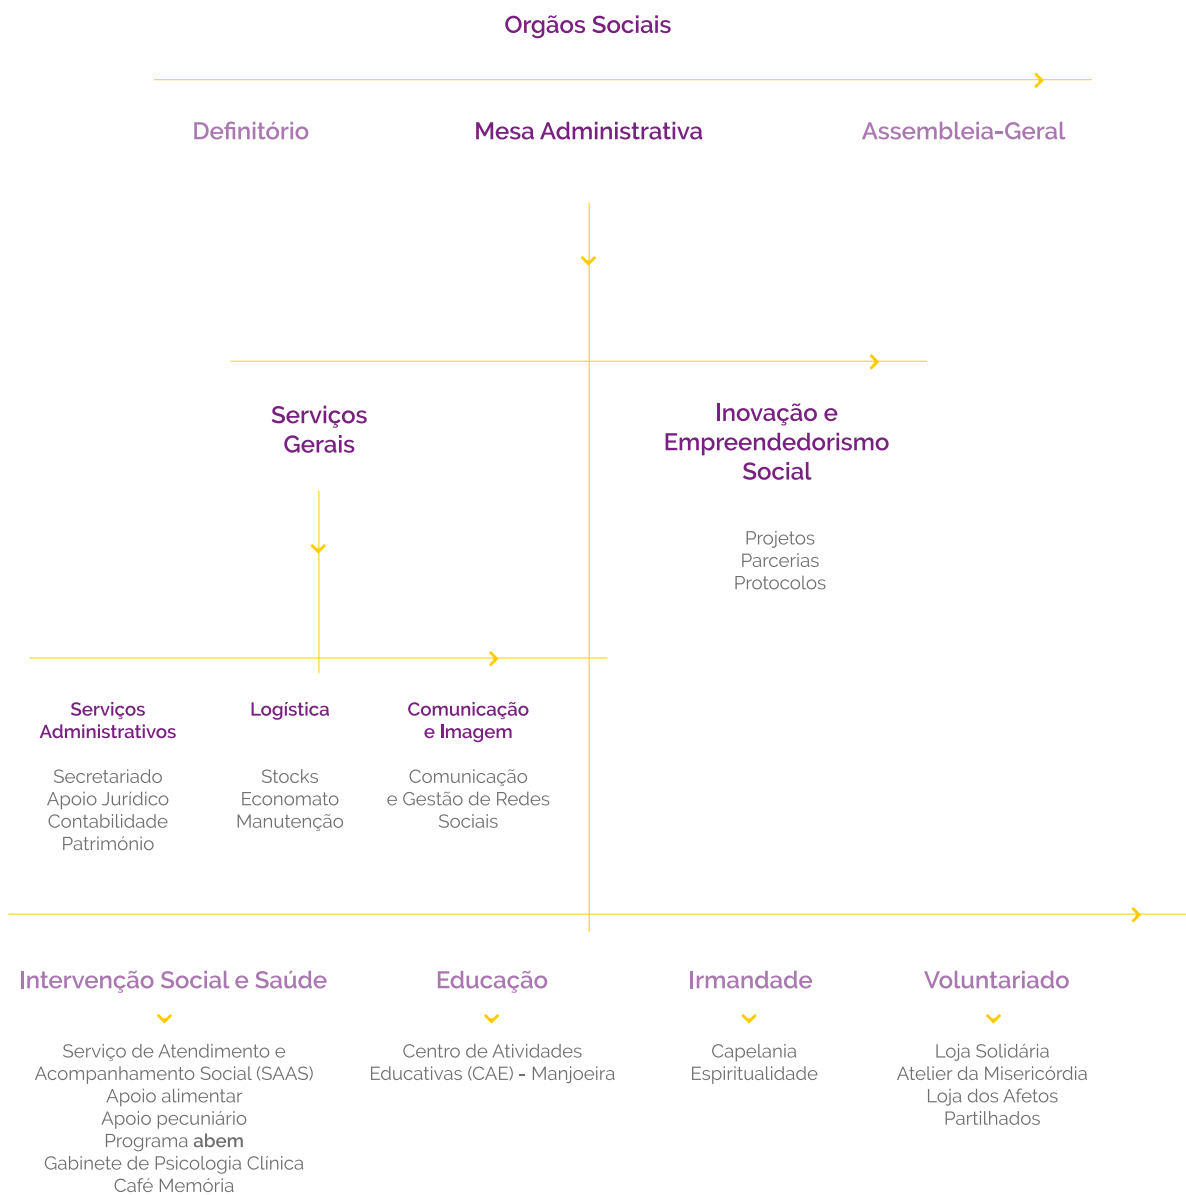 Orgãos Sociais
Definitório
Mesa Administrativa
Assembleia-Geral
Serviços
Gerais
Inovação e
Empreendedorismo
Social
Projetos
Parcerias
Protocolos
Serviços
Administrativos
Secretariado
Apoio Jurídico
Contabilidade
Património
Logística
Stocks
Economato
Manutenção
Comunicação
e Imagem
Comunicação
e Gestão de Redes
Sociais
Intervenção Social e Saúde
Serviço de Atendimento e
Acompanhamento Social (SAAS)
Apoio alimentar
Apoio pecuniário
Programa abem
Gabinete de Psicologia Clínica
Café Memória
Educação
Centro de Atividades
Educativas (CAE) - Manjoeira
Irmandade
Capelania
Espiritualidade
Voluntariado
Loja Solidária
Atelier da Misericórdia
Loja dos Afetos
Partilhados